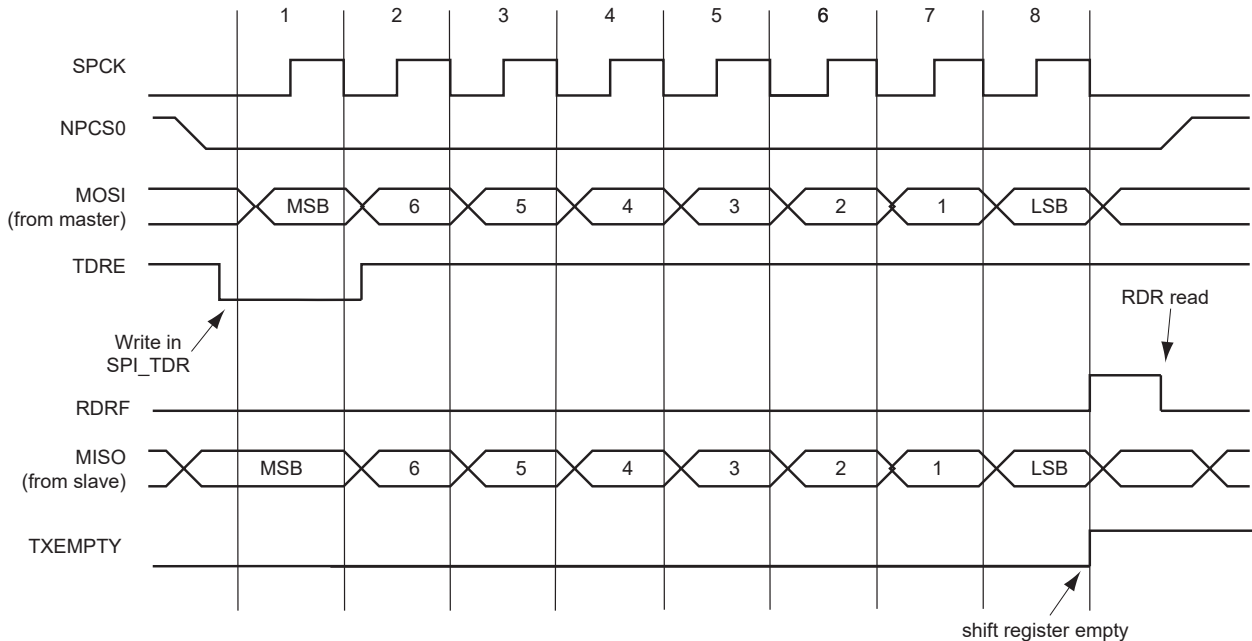 1 2 3 4 5 6 7 8
SPCK
NPCS0
MOSI
(from master)
MSB 6 5 4 3 2 1 LSB
TDRE
RDR read
Write in
SPI_TDR
RDRF
MISO
(from slave)
MSB 6 5 4 3 2 1 LSB
TXEMPTY
shift register empty